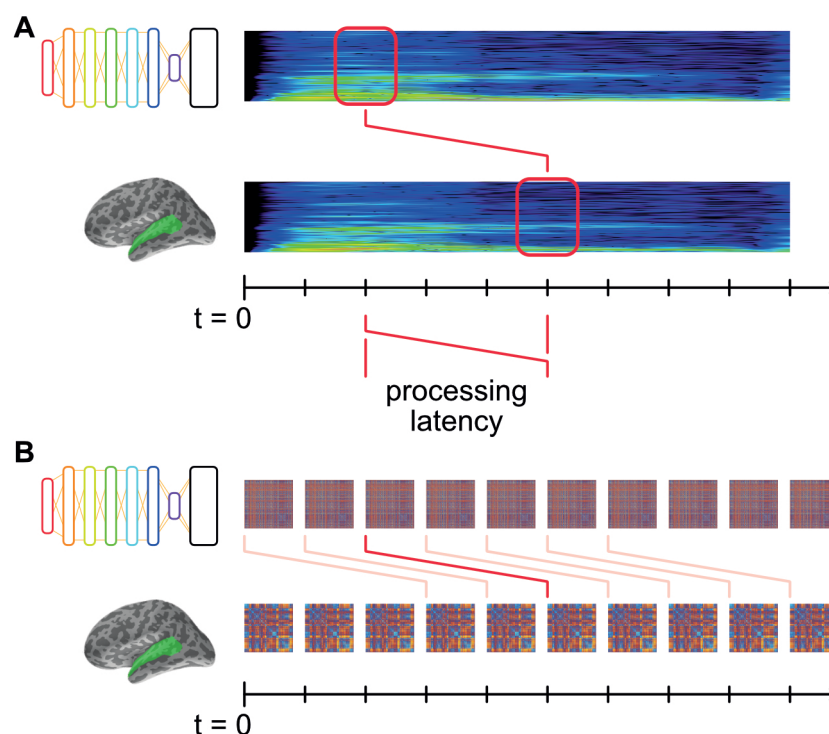 A
t = 0
processing
latency
B
t = 0